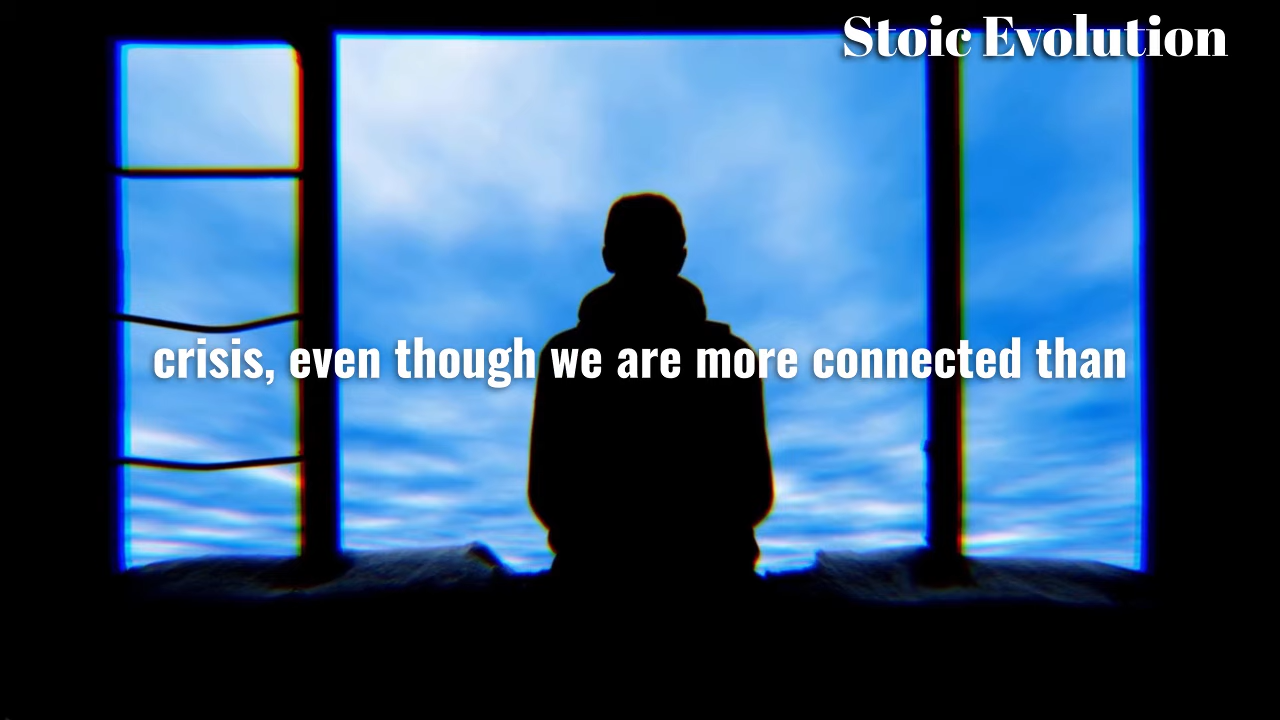 Stoic Evolution
crisis, even though we are more connected than